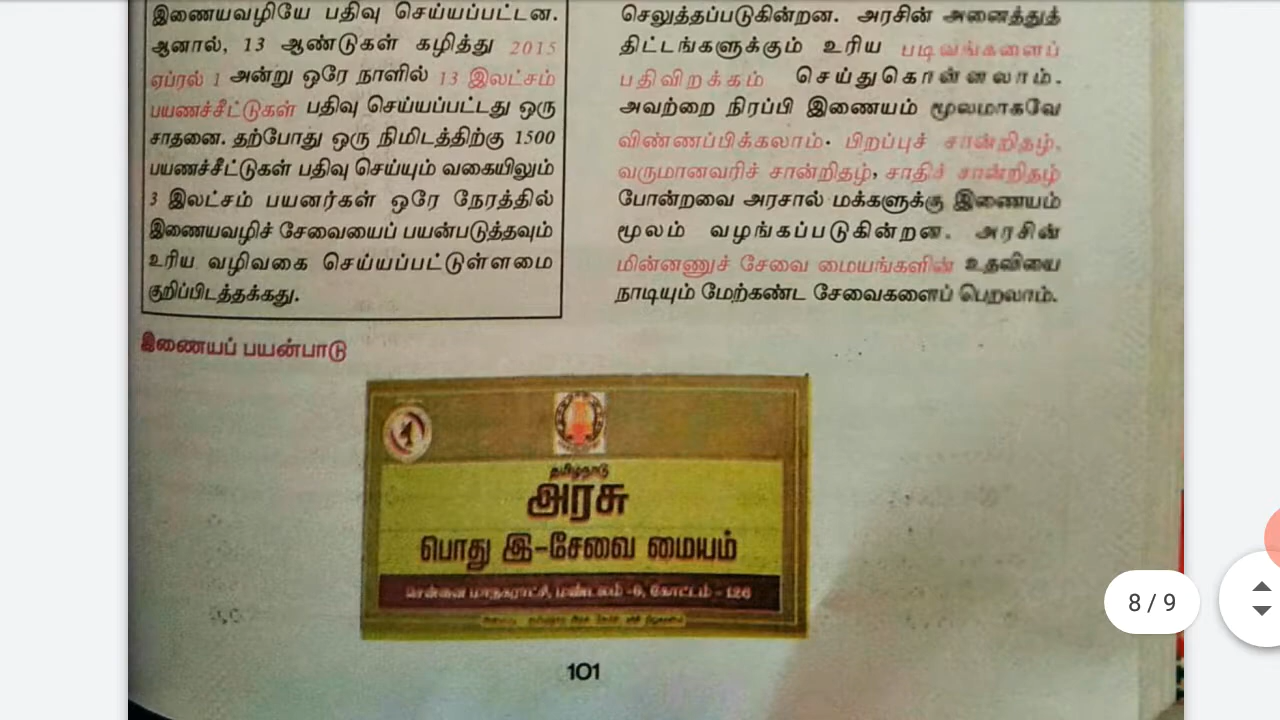 இணையவழியே பதிவு செய்யப்பட்டன.
ஆனால், 13 ஆண்டுகள் கழித்து 2015
ஏப்ரல் 1 அன்று ஒரே நாளில் 13 இலட்சம்
பயணச்சீட்டுகள் பதிவு செய்யப்பட்டது ஒரு
சாதனை. தற்போது ஒரு நிமிடத்திற்கு 1500
பயணச்சீட்டுகள் பதிவு செய்யும் வகையிலும்
3 இலட்சம் பயனர்கள் ஒரே நேரத்தில்
இணையவழிச் சேவையைப் பயன்படுத்தவும்
உரிய வழிவகை செய்யப்பட்டுள்ளமை
குறிப்பிடத்தக்கது.
செலுத்தப்படுகின்றன. அரசின் அனைத்துத்
திட்டங்களுக்கும் உரிய படிவங்களைப்
பதிவிறக்கம் செய்துகொள்ளலாம்.
அவற்றை நிரப்பி இணையம் மூலமாகவே
விண்ணப்பிக்கலாம். பிறப்புச் சான்றிதழ்,
வருமானவரிச் சான்றிதழ், சாதிச் சான்றிதழ்
போன்றவை அரசால் மக்களுக்கு இணையம்
மூலம் வழங்கப்படுகின்றன. அரசின்
மின்னணுச் சேவை மையங்களின் உதவியை
நாடியும் மேற்கண்ட சேவைகளைப் பெறலாம்.
இணையப் பயன்பாடு
தமிழ்நாடு
அரசு
பொது இ-சேவை மையம்
சென்னை மாநகராட்சி, மண்டலம் -9, கோட்டம் - 126
101
8 / 9